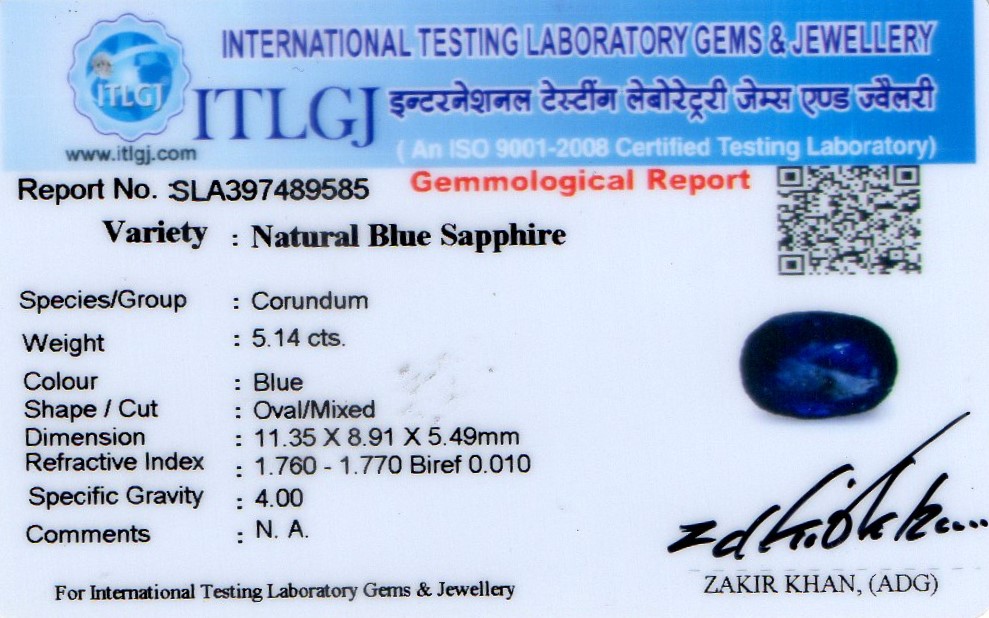 INTERNATIONAL TESTING LABORATORY GEMS & JEWELLERY
ITLGJ
ITLGJ
इन्टरनेशनल टेस्टींग लेबोरेट्ररी जेम्स एण्ड ज्वैलरी
www.itlgj.com
( An ISO 9001-2008 Certified Testing Laboratory)
Report No. :SLA397489585
Gemmological Report
Variety : Natural Blue Sapphire
Species/Group : Corundum
Weight : 5.14 cts.
Colour : Blue
Shape / Cut : Oval/Mixed
Dimension : 11.35 X 8.91 X 5.49mm
Refractive Index : 1.760 - 1.770 Biref 0.010
Specific Gravity : 4.00
Comments : N. A.
For International Testing Laboratory Gems & Jewellery
ZAKIR KHAN, (ADG)